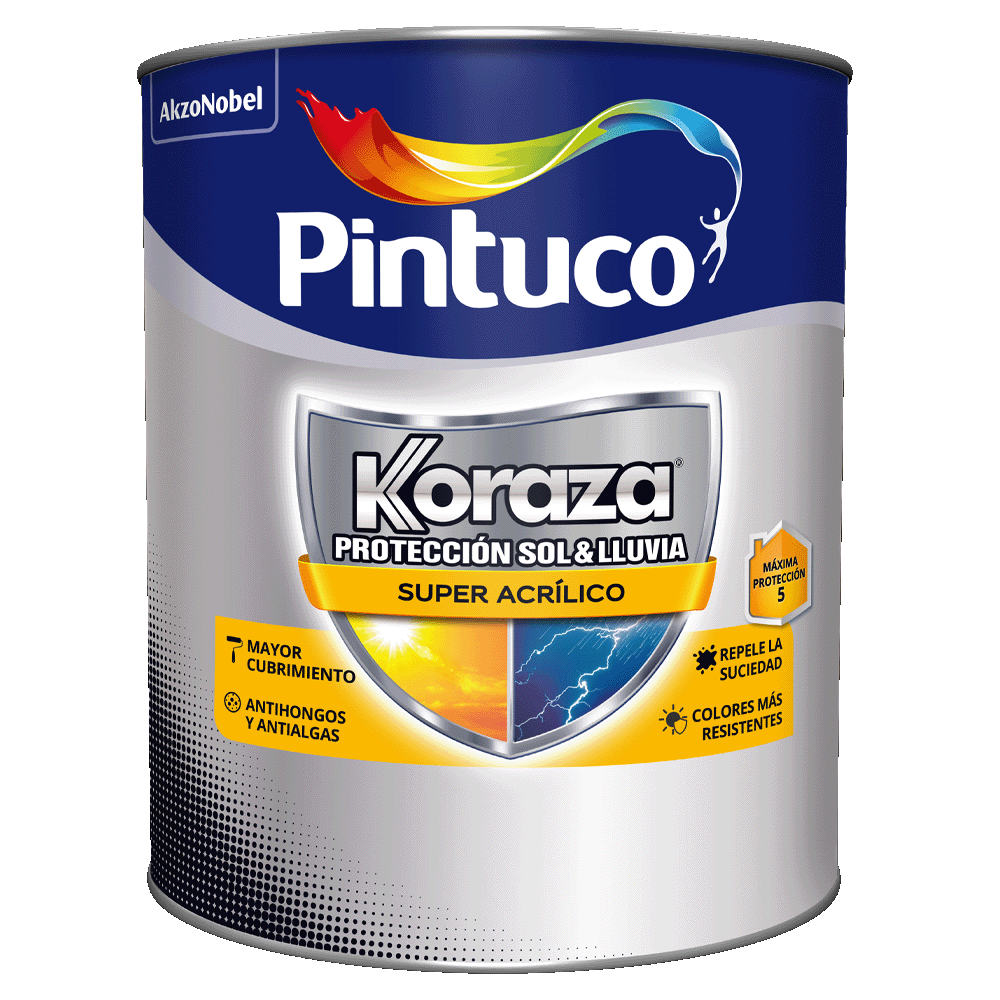 AkzoNobel
Pintuco
Koraza®
PROTECCIÓN SOL&LLUVIA
SUPER ACRÍLICO
MÁXIMA
PROTECCIÓN
5
MAYOR
CUBRIMIENTO
ANTIHONGOS
Y ANTIALGAS
REPELE LA
SUCIEDAD
COLORES MÁS
RESISTENTES